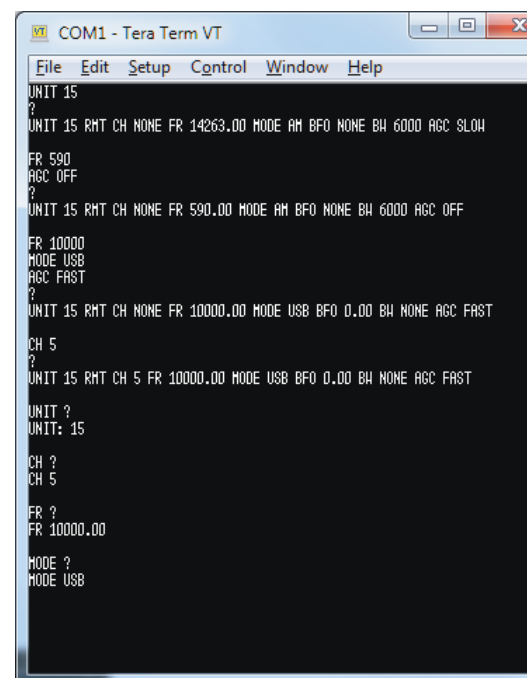 COM1 - Tera Term VT
File Edit Setup Control Window Help
UNIT 15
?
UNIT 15 RMT CH NONE FR 14263.00 MODE AM BFO NONE BW 6000 AGC SLOW
FR 590
AGC OFF
?
UNIT 15 RMT CH NONE FR 590.00 MODE AM BFO NONE BW 6000 AGC OFF
FR 10000
MODE USB
AGC FAST
?
UNIT 15 RMT CH NONE FR 10000.00 MODE USB BFO 0.00 BW NONE AGC FAST
CH 5
?
UNIT 15 RMT CH 5 FR 10000.00 MODE USB BFO 0.00 BW NONE AGC FAST
UNIT ?
UNIT: 15
CH ?
CH 5
FR ?
FR 10000.00
MODE ?
MODE USB